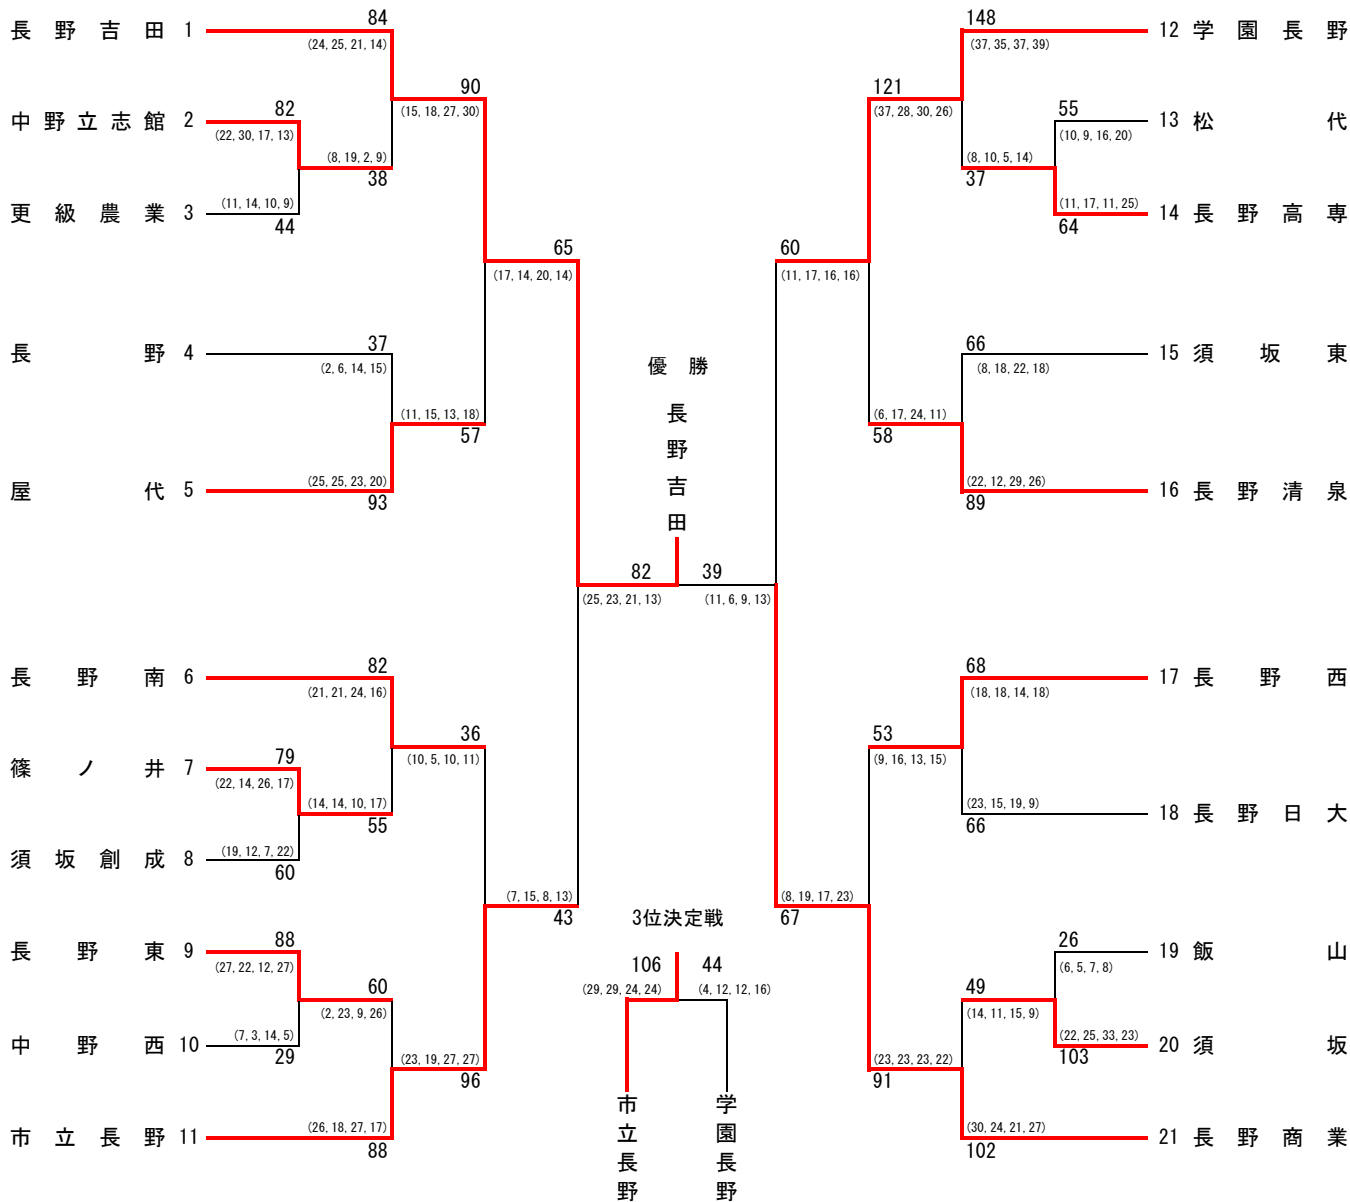 長野吉田 1
84
(24, 25, 21, 14)
中野立志館 2
82
(22, 30, 17, 13)
更級農業 3
(11, 14, 10, 9)
44
(8, 19, 2, 9)
38
90
(15, 18, 27, 30)
長野 4
37
(2, 6, 14, 15)
屋代 5
(25, 25, 23, 20)
93
(11, 15, 13, 18)
57
65
(17, 14, 20, 14)
長野南 6
82
(21, 21, 24, 16)
篠ノ井 7
79
(22, 14, 26, 17)
須坂創成 8
(19, 12, 7, 22)
60
(14, 14, 10, 17)
55
36
(10, 5, 10, 11)
長野東 9
88
(27, 22, 12, 27)
中野西 10
(7, 3, 14, 5)
29
60
(2, 23, 9, 26)
市立長野 11
(26, 18, 27, 17)
88
(23, 19, 27, 27)
96
(7, 15, 8, 13)
43
優勝
長野吉田
82
(25, 23, 21, 13)
39
(11, 6, 9, 13)
3位決定戦
106
(29, 29, 24, 24)
44
(4, 12, 12, 16)
市立長野
学園長野
148
12 学園長野
(37, 35, 37, 39)
55
13 松代
(10, 9, 16, 20)
(11, 17, 11, 25)
14 長野高専
64
(8, 10, 5, 14)
37
121
(37, 28, 30, 26)
66
15 須坂東
(8, 18, 22, 18)
(22, 12, 29, 26)
16 長野清泉
89
(6, 17, 24, 11)
58
60
(11, 17, 16, 16)
68
17 長野西
(18, 18, 14, 18)
(23, 15, 19, 9)
18 長野日大
66
53
(9, 16, 13, 15)
26
19 飯山
(6, 5, 7, 8)
(22, 25, 33, 23)
20 須坂
103
49
(14, 11, 15, 9)
(30, 24, 21, 27)
21 長野商業
102
(23, 23, 23, 22)
91
(8, 19, 17, 23)
67